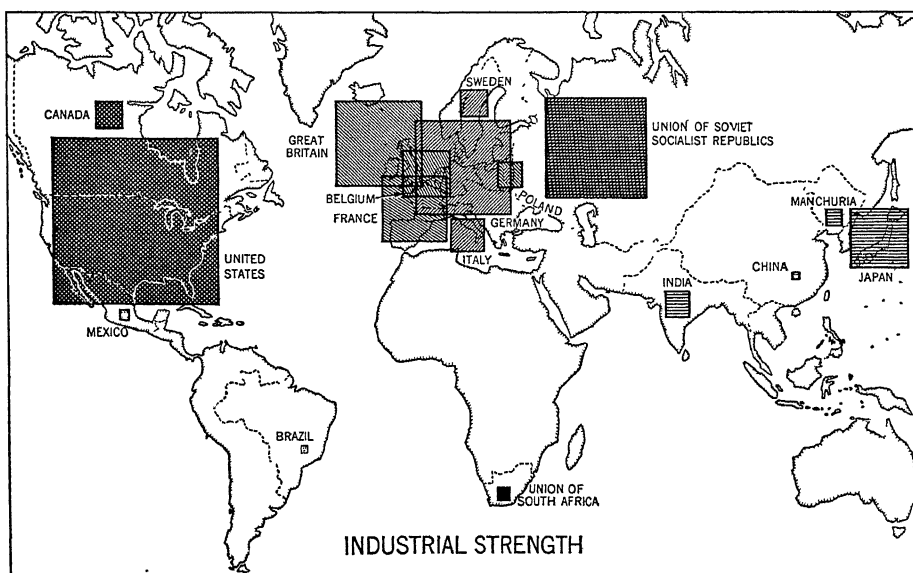 SWEDEN
CANADA
GREAT
BRITAIN
UNION OF SOVIET
SOCIALIST REPUBLICS
BELGIUM
FRANCE
POLAND
GERMANY
ITALY
MANCHURIA
JAPAN
CHINA
INDIA
UNITED
STATES
MEXICO
BRAZIL
UNION OF
SOUTH AFRICA
INDUSTRIAL STRENGTH